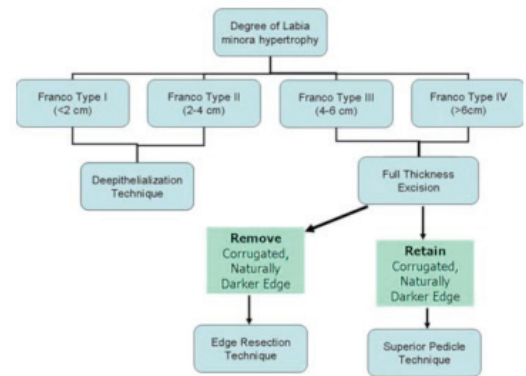 Degree of Labia
minora hypertrophy
Franco Type I
(<2 cm)
Franco Type II
(2-4 cm)
Franco Type III
(4-6 cm)
Franco Type IV
(>6cm)
Deepithelialization
Technique
Full Thickness
Excision
Remove
Corrugated,
Naturally
Darker Edge
Retain
Corrugated,
Naturally
Darker Edge
Edge Resection
Technique
Superior Pedicle
Technique